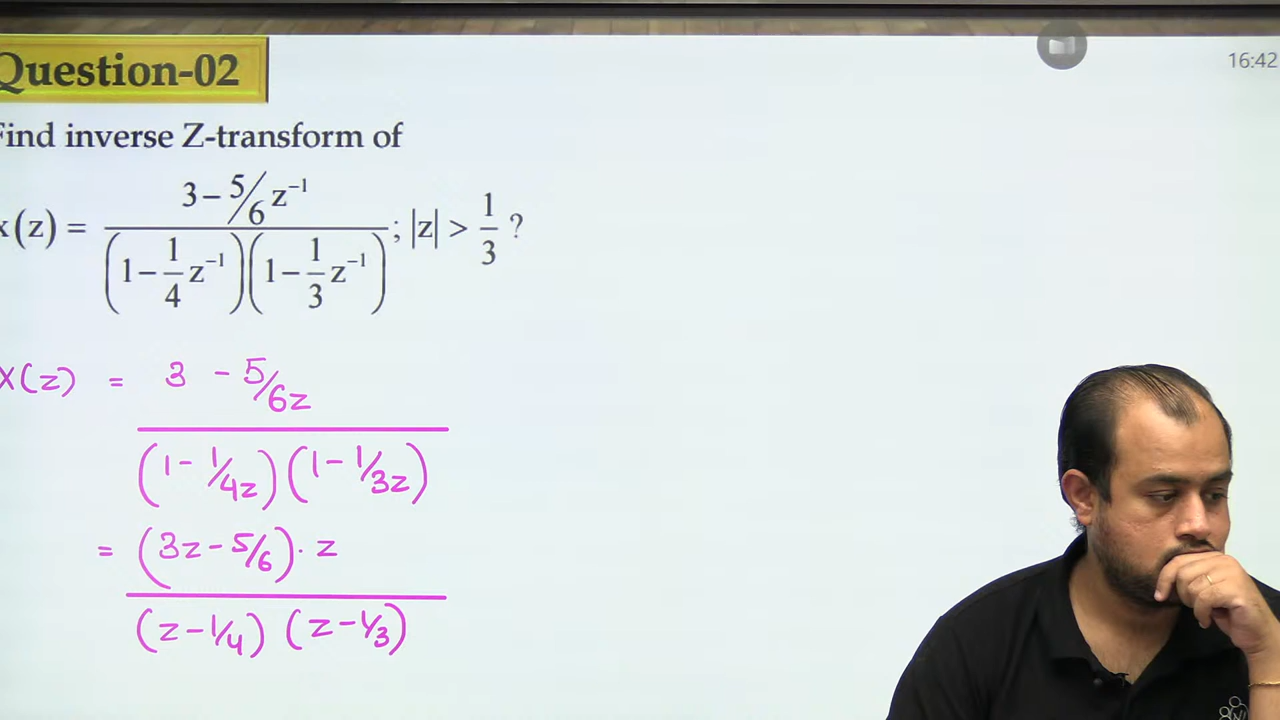 Question-02
16:42
Find inverse Z-transform of
x(z) = (3 - 5/6 z⁻¹) / ((1 - 1/4 z⁻¹)(1 - 1/3 z⁻¹)) ; |z| > 1/3 ?
X(z) = 3 - 5/6z
(1 - 1/4z) (1 - 1/3z)
= (3z - 5/6) . z
(z - 1/4) (z - 1/3)